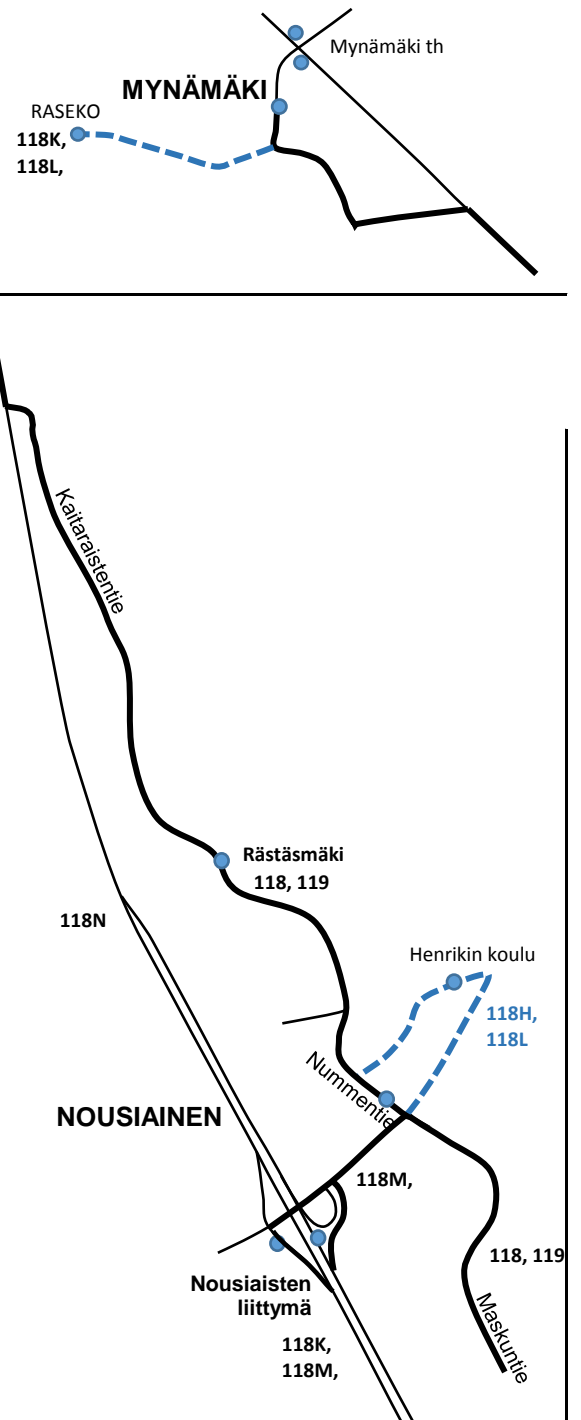 Mynämäki th
MYNÄMÄKI
RASEKO
118K,
118L,
Kaitaraistentie
Rästäsmäki
118, 119
118N
Henrikin koulu
118H,
118L
Nummentie
NOUSIAINEN
118M,
118, 119
Nousiaisten
liittymä
Maskuntie
118K,
118M,